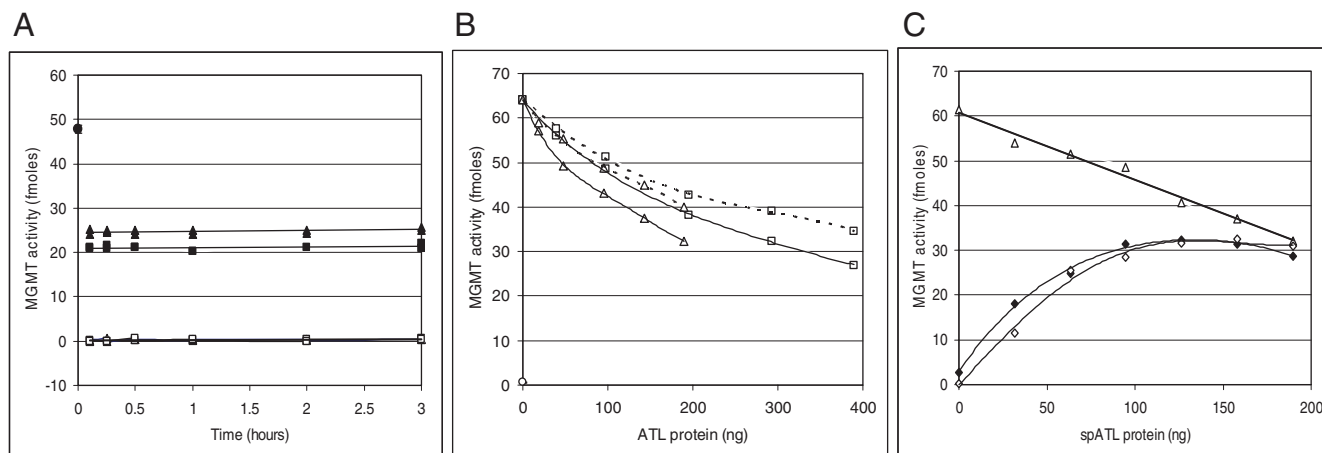 A
MGMT activity (fmoles)
60
50
40
30
20
10
0
-10
0 0.5 1 1.5 2 2.5 3
Time (hours)
B
MGMT activity (fmoles)
70
60
50
40
30
20
10
0
0 100 200 300 400
ATL protein (ng)
C
MGMT activity (fmoles)
70
60
50
40
30
20
10
0
0 50 100 150 200
spATL protein (ng)